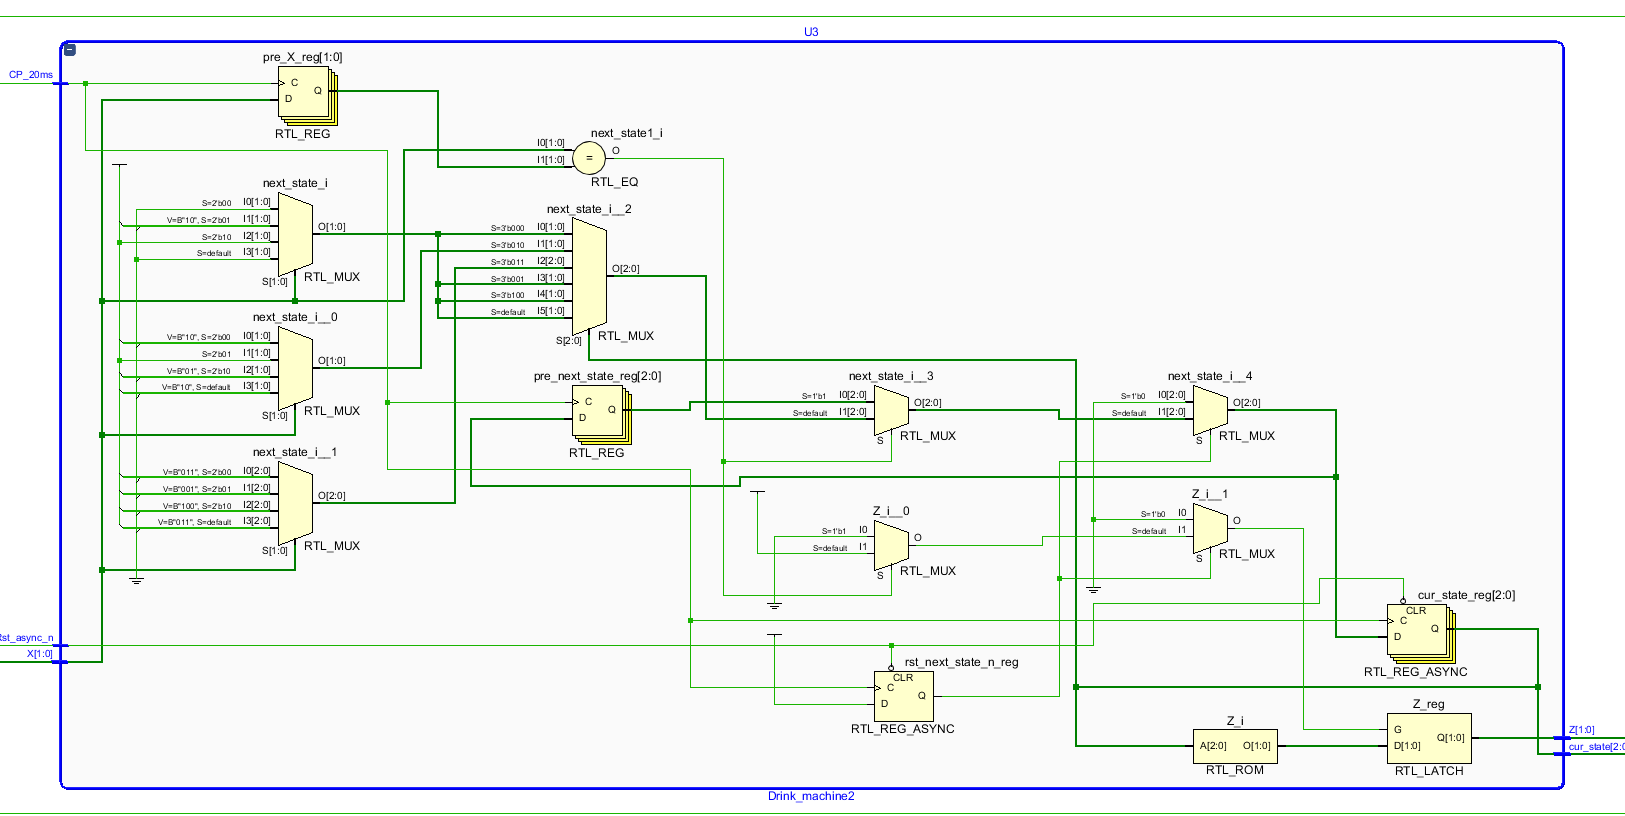 U3
CP_20ms
pre_X_reg[1:0]
C
D
Q
RTL_REG
next_state1_i
I0[1:0]
I1[1:0]
=
O
RTL_EQ
next_state_i
S=2'b00 I0[1:0]
V=B"10", S=2'b01 I1[1:0]
S=2'b10 I2[1:0]
S=default I3[1:0]
O[1:0]
S[1:0]
RTL_MUX
next_state_i__2
S=3'b000 I0[1:0]
S=3'b010 I1[1:0]
S=3'b011 I2[2:0]
S=3'b001 I3[1:0]
S=3'b100 I4[1:0]
S=default I5[1:0]
O[2:0]
S[2:0]
RTL_MUX
next_state_i__0
V=B"10", S=2'b00 I0[1:0]
S=2'b01 I1[1:0]
V=B"01", S=2'b10 I2[1:0]
V=B"10", S=default I3[1:0]
O[1:0]
S[1:0]
RTL_MUX
pre_next_state_reg[2:0]
C
D
Q
RTL_REG
next_state_i__3
S=1'b1 I0[2:0]
S=default I1[2:0]
O[2:0]
S
RTL_MUX
next_state_i__4
S=1'b0 I0[2:0]
S=default I1[2:0]
O[2:0]
S
RTL_MUX
next_state_i__1
V=B"011", S=2'b00 I0[2:0]
V=B"001", S=2'b01 I1[2:0]
V=B"100", S=2'b10 I2[2:0]
V=B"011", S=default I3[2:0]
O[2:0]
S[1:0]
RTL_MUX
Z_i__0
S=1'b1 I0
S=default I1
O
S
RTL_MUX
Z_i__1
S=1'b0 I0
S=default I1
O
S
RTL_MUX
cur_state_reg[2:0]
CLR
C
D
Q
RTL_REG_ASYNC
Rst_async_n
X[1:0]
rst_next_state_n_reg
CLR
C
D
Q
RTL_REG_ASYNC
Z_i
A[2:0] O[1:0]
RTL_ROM
Z_reg
G
D[1:0]
Q[1:0]
RTL_LATCH
Z[1:0]
cur_state[2:0
Drink_machine2